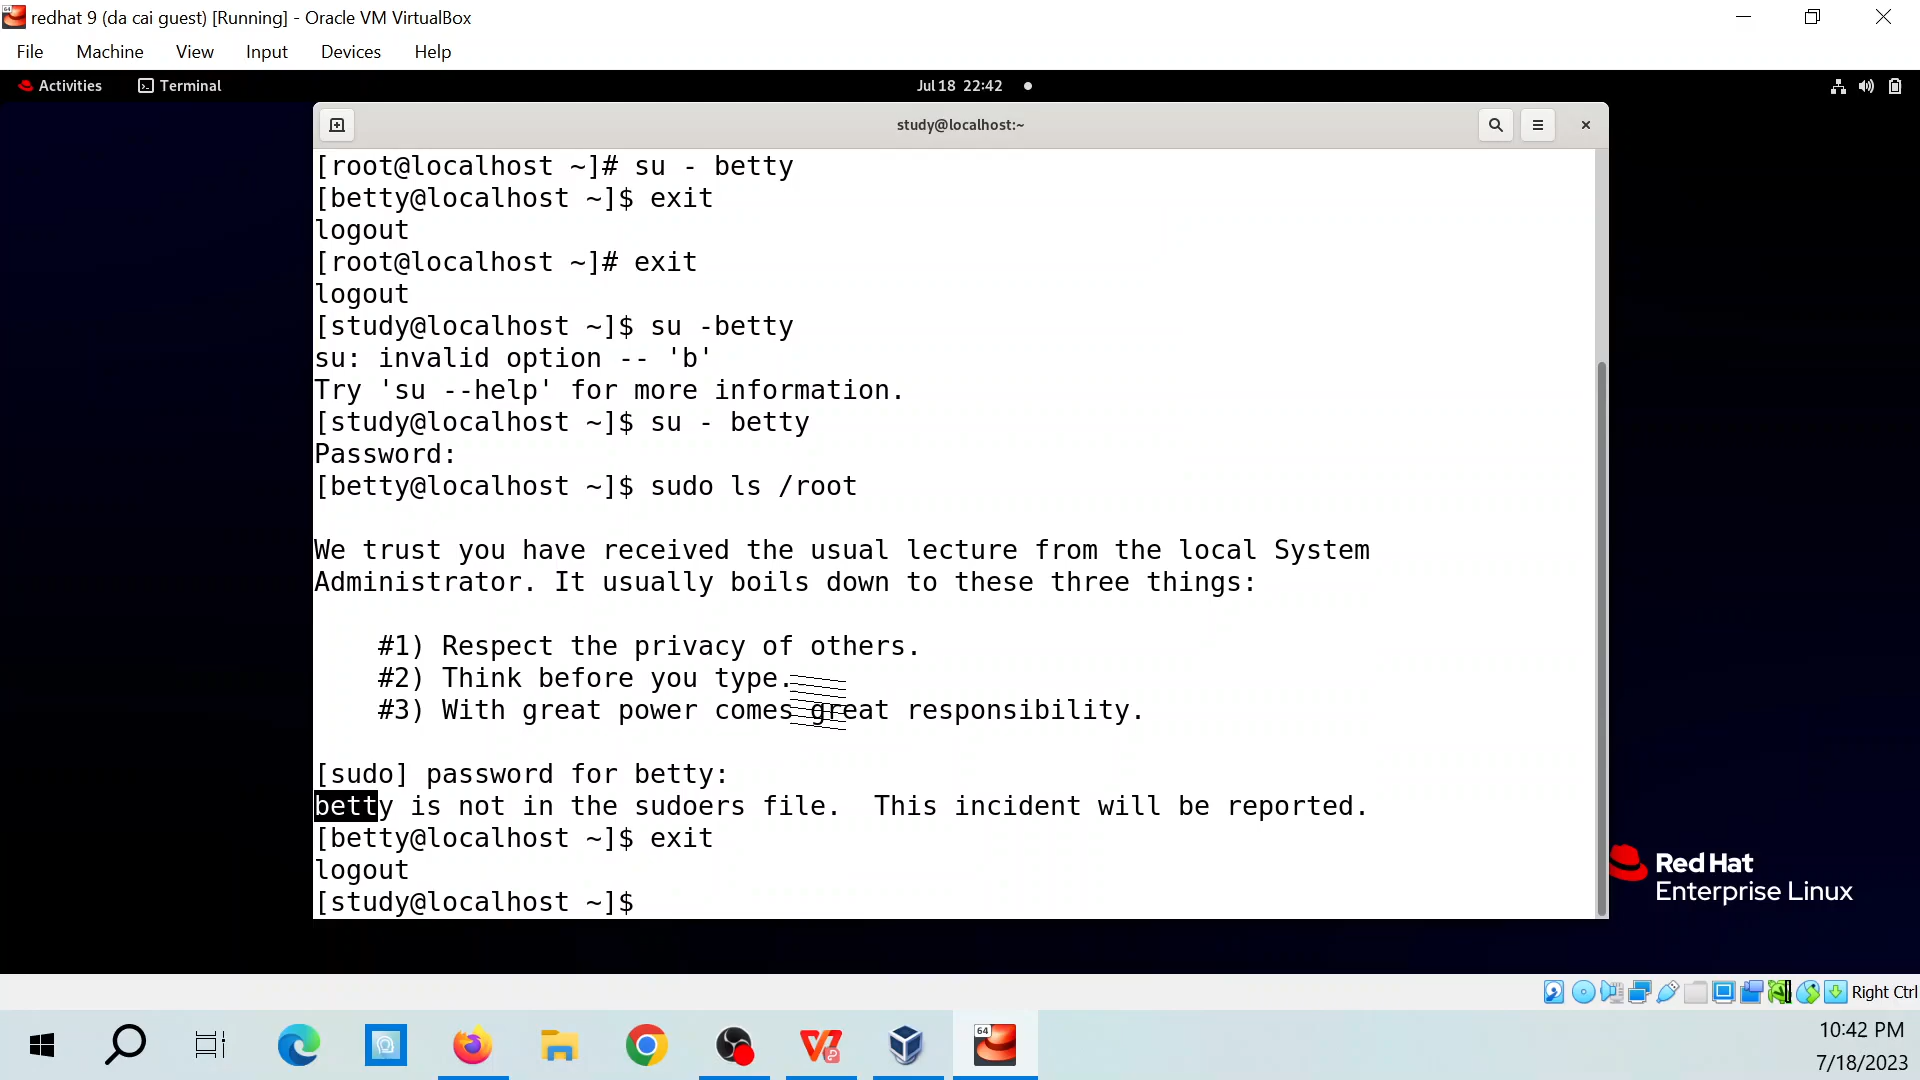 redhat 9 (da cai guest) [Running] - Oracle VM VirtualBox
File Machine View Input Devices Help
Activities Terminal Jul 18 22:42
study@localhost:~
[root@localhost ~]# su - betty
[betty@localhost ~]$ exit
logout
[root@localhost ~]# exit
logout
[study@localhost ~]$ su -betty
su: invalid option -- 'b'
Try 'su --help' for more information.
[study@localhost ~]$ su - betty
Password:
[betty@localhost ~]$ sudo ls /root
We trust you have received the usual lecture from the local System
Administrator. It usually boils down to these three things:
#1) Respect the privacy of others.
#2) Think before you type.
#3) With great power comes great responsibility.
[sudo] password for betty:
betty is not in the sudoers file.  This incident will be reported.
[betty@localhost ~]$ exit
logout
[study@localhost ~]$
Red Hat
Enterprise Linux
Right Ctrl
64
10:42 PM
7/18/2023